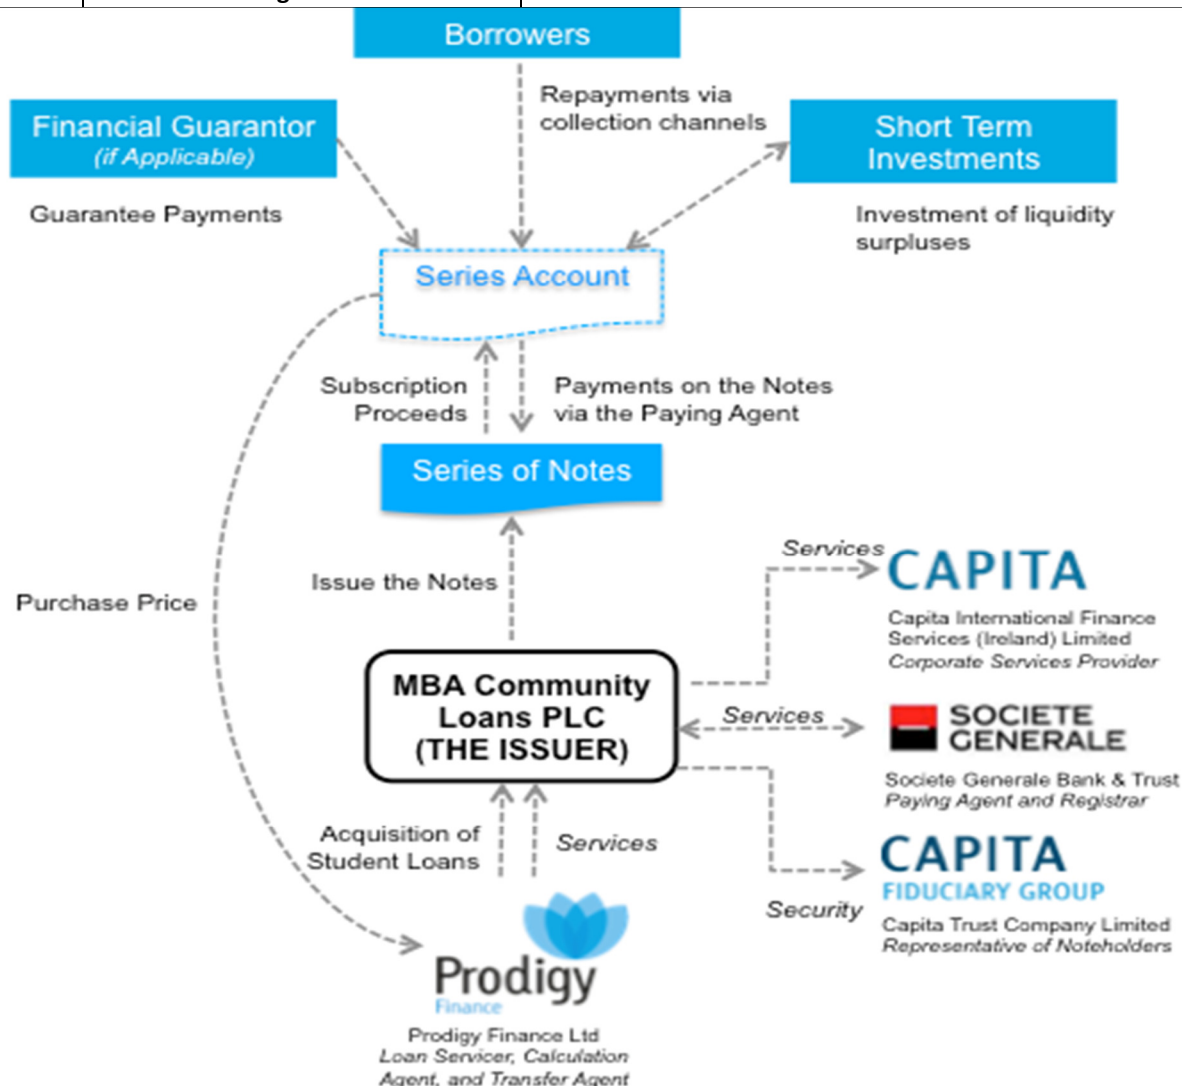 Borrowers
Repayments via
collection channels
Financial Guarantor
(if Applicable)
Short Term
Investments
Guarantee Payments
Investment of liquidity
surpluses
Series Account
Subscription
Proceeds
Payments on the Notes
via the Paying Agent
Series of Notes
Issue the Notes
Purchase Price
Services
CAPITA
Capita International Finance
Services (Ireland) Limited
Corporate Services Provider
MBA Community
Loans PLC
(THE ISSUER)
Services
SOCIETE
GENERALE
Societe Generale Bank & Trust
Paying Agent and Registrar
Acquisition of
Student Loans
Services
CAPITA
FIDUCIARY GROUP
Security
Capita Trust Company Limited
Representative of Noteholders
Prodigy
Finance
Prodigy Finance Ltd
Loan Servicer, Calculation
Agent, and Transfer Agent